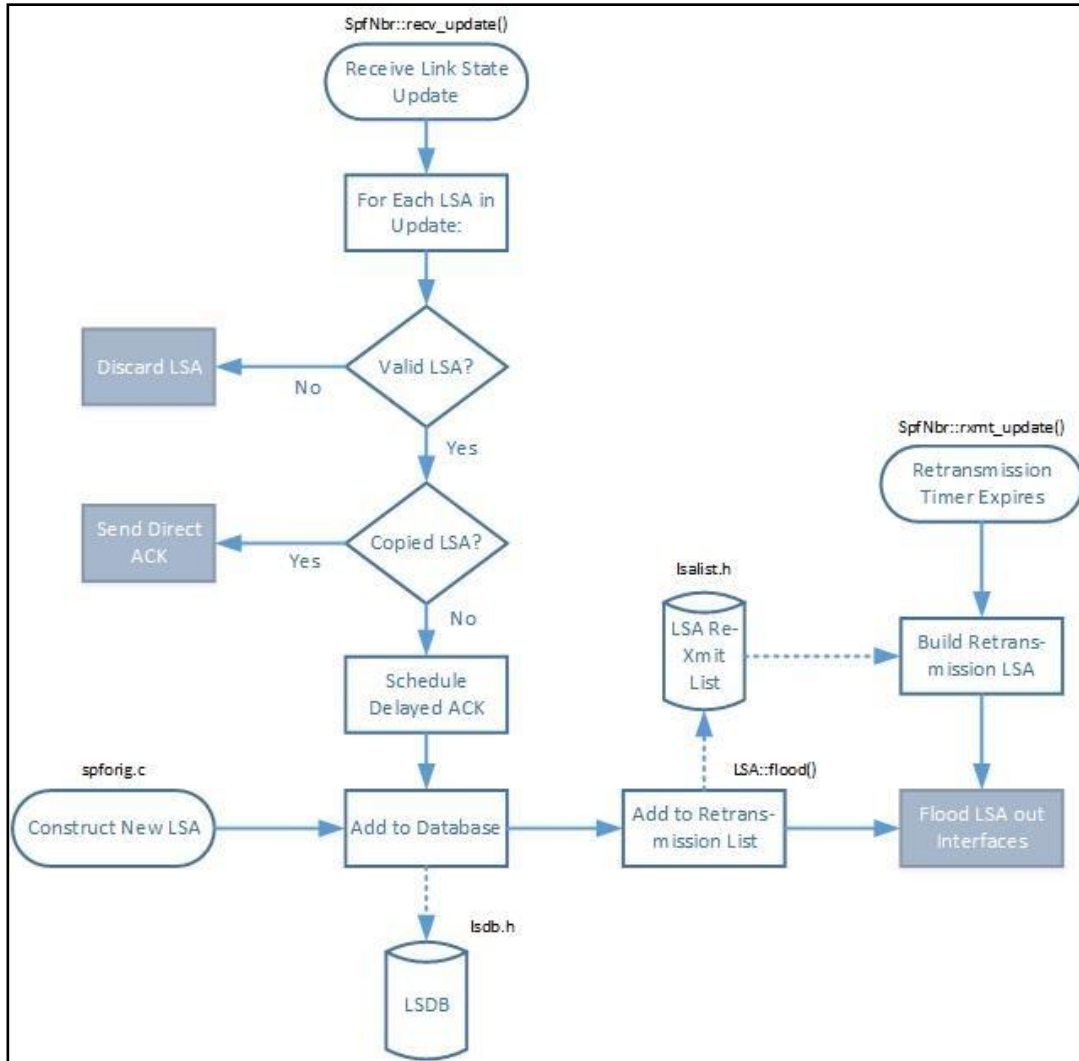 SpfNbr::recv_update()
Receive Link State
Update
For Each LSA in
Update:
Valid LSA?
No
Discard LSA
Yes
Copied LSA?
Yes
Send Direct
ACK
No
Schedule
Delayed ACK
spforig.c
Construct New LSA
Add to Database
lsdb.h
LSDB
LSA::flood()
Add to Retrans-
mission List
lsalist.h
LSA Re-
Xmit
List
SpfNbr::rxmt_update()
Retransmission
Timer Expires
Build Retrans-
mission LSA
Flood LSA out
Interfaces